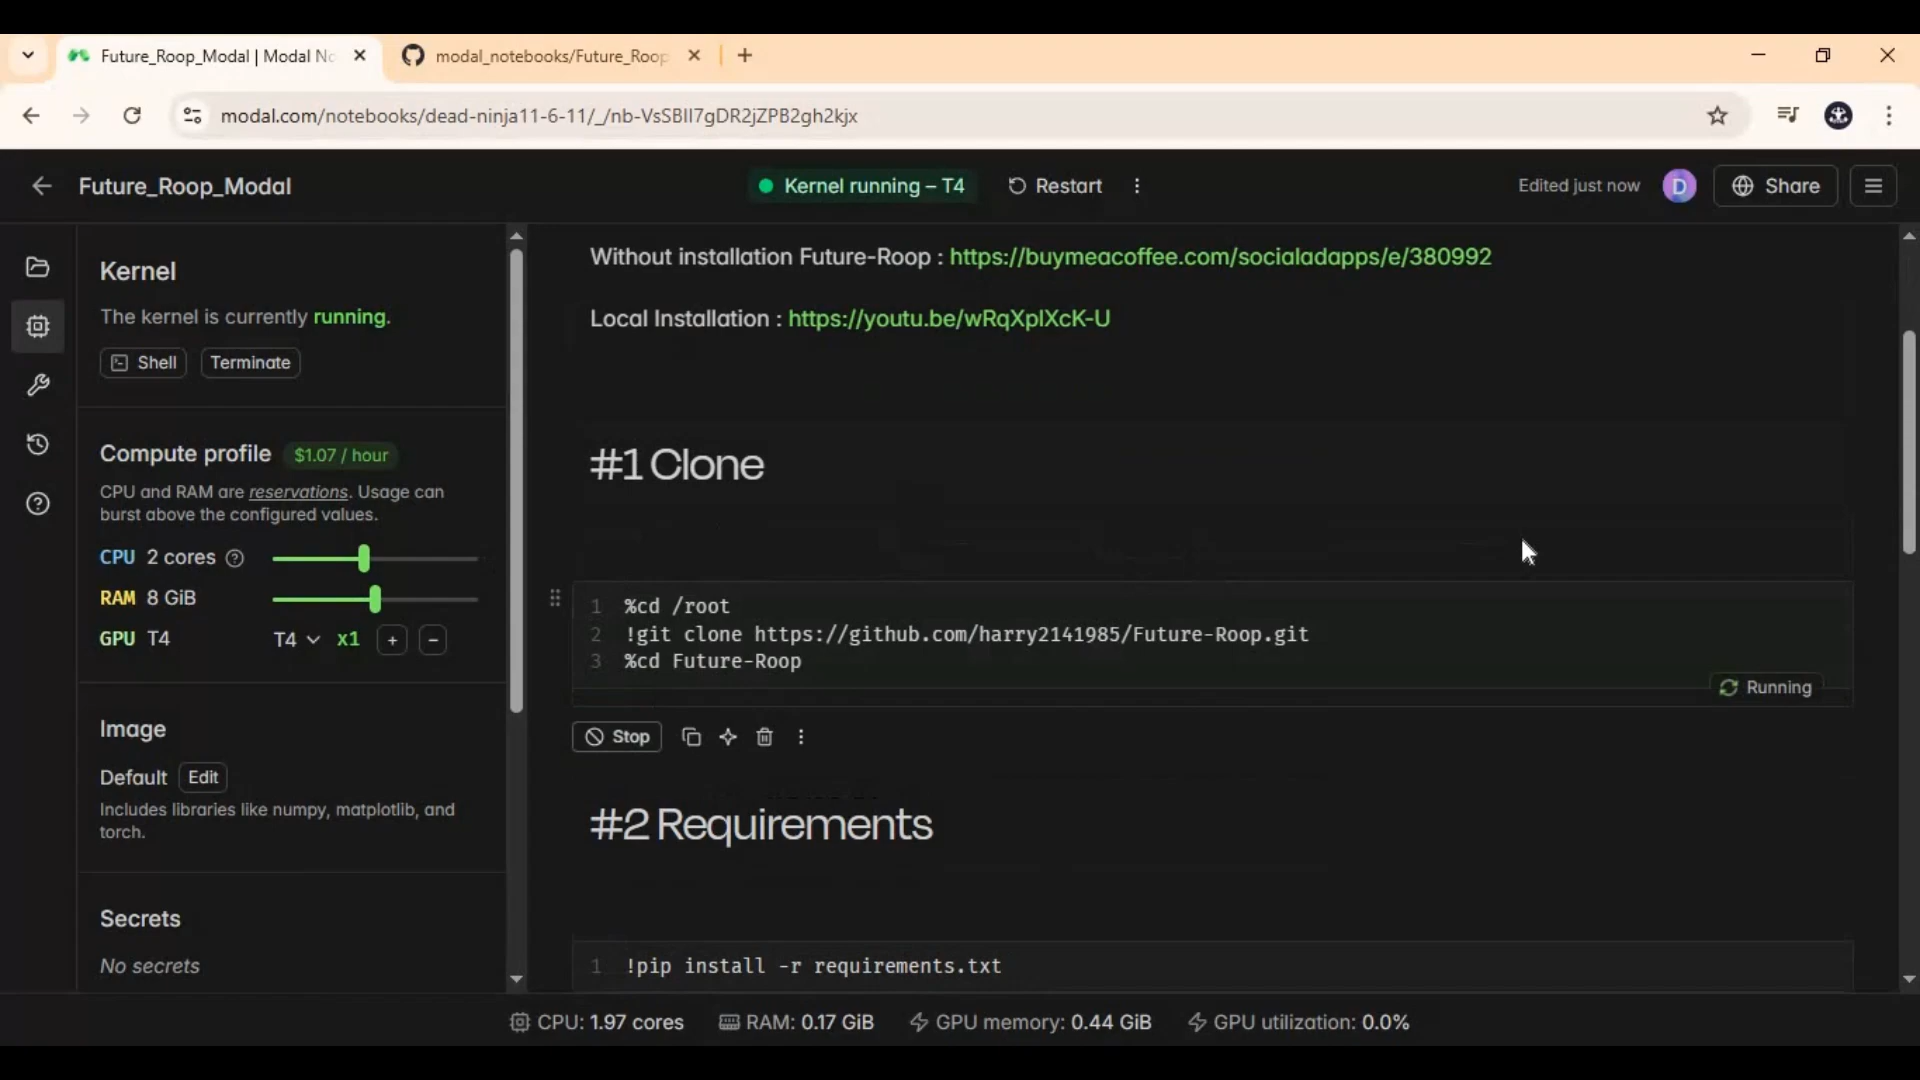 Future_Roop_Modal | Modal No
modal_notebooks/Future_Roop
modal.com/notebooks/dead-ninja11-6-11/_/nb-VsSBII7gDR2jZPB2gh2kjx
Future_Roop_Modal
Kernel running – T4
Restart
Edited just now
D
Share
Kernel
The kernel is currently running.
Shell
Terminate
Compute profile
$1.07 / hour
CPU and RAM are reservations. Usage can
burst above the configured values.
CPU 2 cores
RAM 8 GiB
GPU T4
T4
x1
Image
Default
Edit
Includes libraries like numpy, matplotlib, and
torch.
Secrets
No secrets
Without installation Future-Roop : https://buymeacoffee.com/socialadapps/e/380992
Local Installation : https://youtu.be/wRqXplXcK-U
#1 Clone
1 %cd /root
2 !git clone https://github.com/harry2141985/Future-Roop.git
3 %cd Future-Roop
Running
Stop
#2 Requirements
1 !pip install -r requirements.txt
CPU: 1.97 cores
RAM: 0.17 GiB
GPU memory: 0.44 GiB
GPU utilization: 0.0%